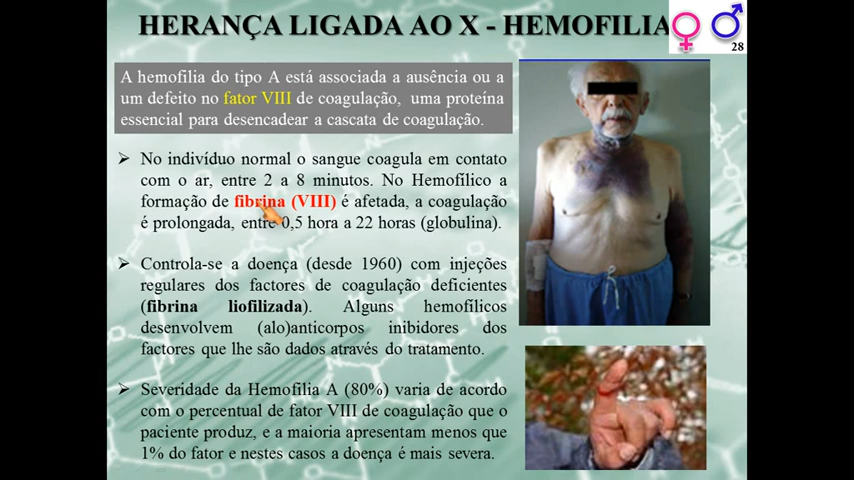 HERANÇA LIGADA AO X - HEMOFILIA
28
A hemofilia do tipo A está associada a ausência ou a
um defeito no fator VIII de coagulação, uma proteína
essencial para desencadear a cascata de coagulação.
No indivíduo normal o sangue coagula em contato
com o ar, entre 2 a 8 minutos. No Hemofílico a
formação de fibrina (VIII) é afetada, a coagulação
é prolongada, entre 0,5 hora a 22 horas (globulina).
Controla-se a doença (desde 1960) com injeções
regulares dos factores de coagulação deficientes
(fibrina liofilizada). Alguns hemofílicos
desenvolvem (alo)anticorpos inibidores dos
factores que lhe são dados através do tratamento.
Severidade da Hemofilia A (80%) varia de acordo
com o percentual de fator VIII de coagulação que o
paciente produz, e a maioria apresentam menos que
1% do fator e nestes casos a doença é mais severa.